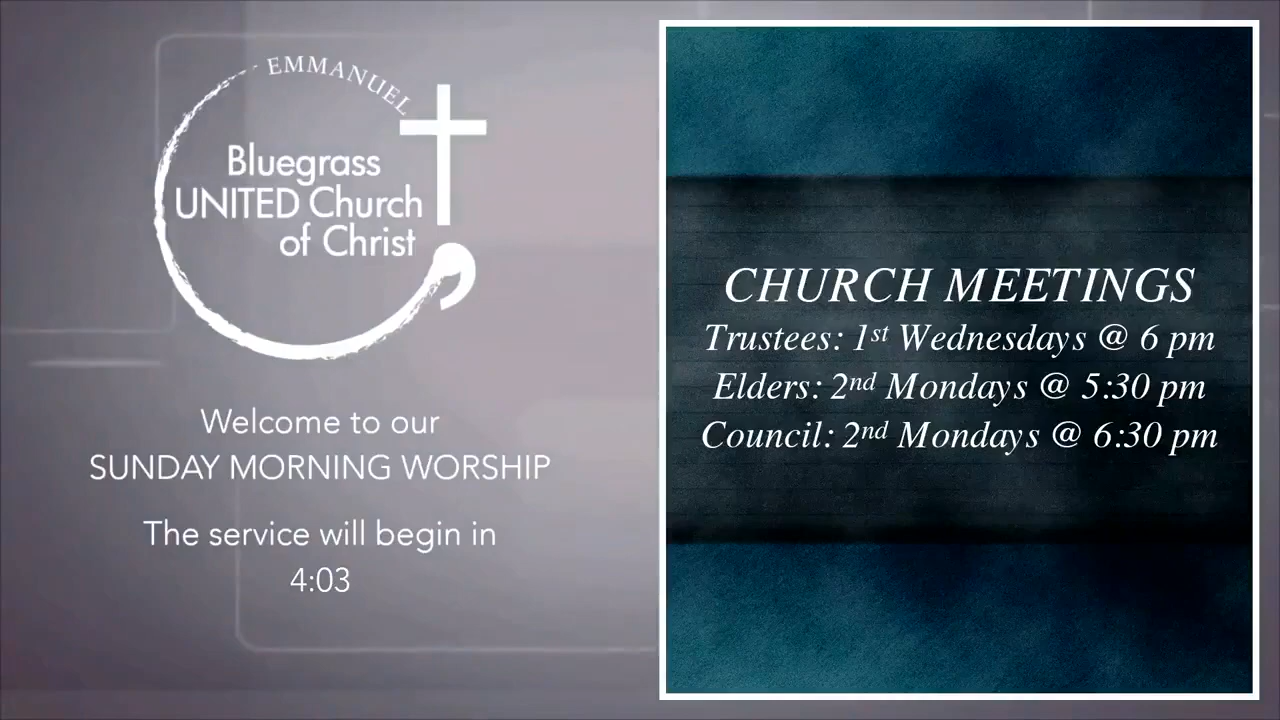 EMMANUEL
Bluegrass
UNITED Church
of Christ
Welcome to our
SUNDAY MORNING WORSHIP
The service will begin in
4:03
CHURCH MEETINGS
Trustees: 1st Wednesdays @ 6 pm
Elders: 2nd Mondays @ 5:30 pm
Council: 2nd Mondays @ 6:30 pm